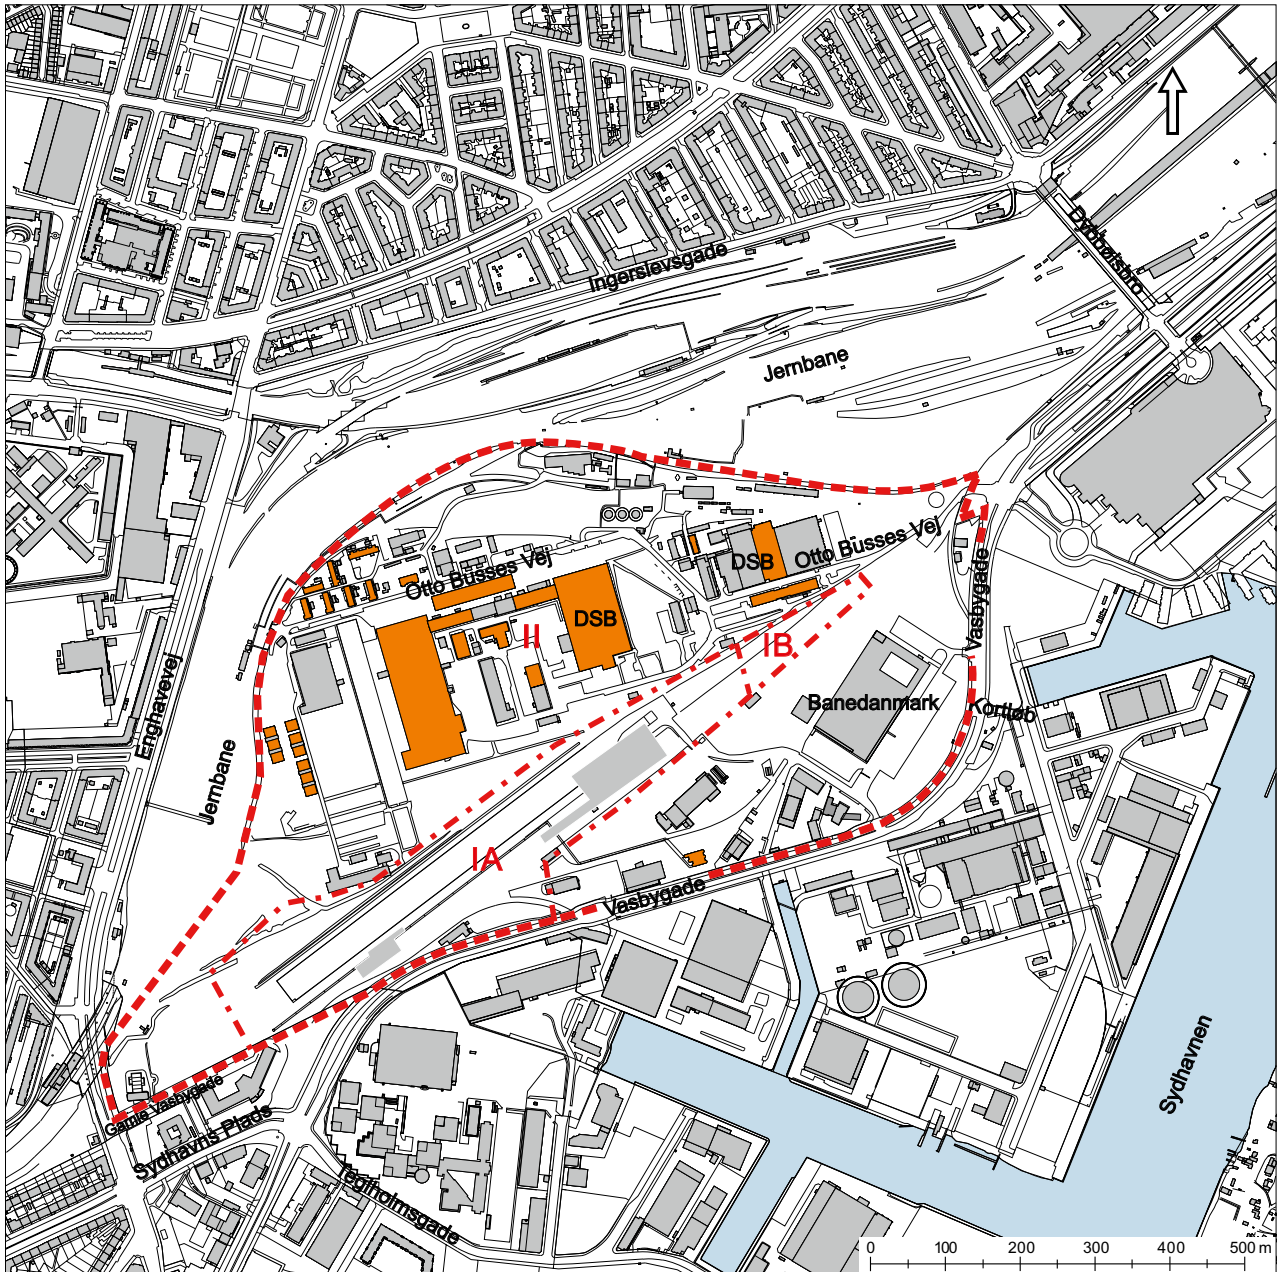 Dybbølsbro
Ingerslevsgade
Jernbane
Otto Busses Vej
DSB
Otto Busses Vej
DSB
II
IB
Vasbygade
Enghavevej
Jernbane
Banedanmark
Kortløb
IA
Vasbygade
Sydhavnen
Gamle Vasbygade
Sydhavns Plads
Teglholmsgade
0 100 200 300 400 500 m